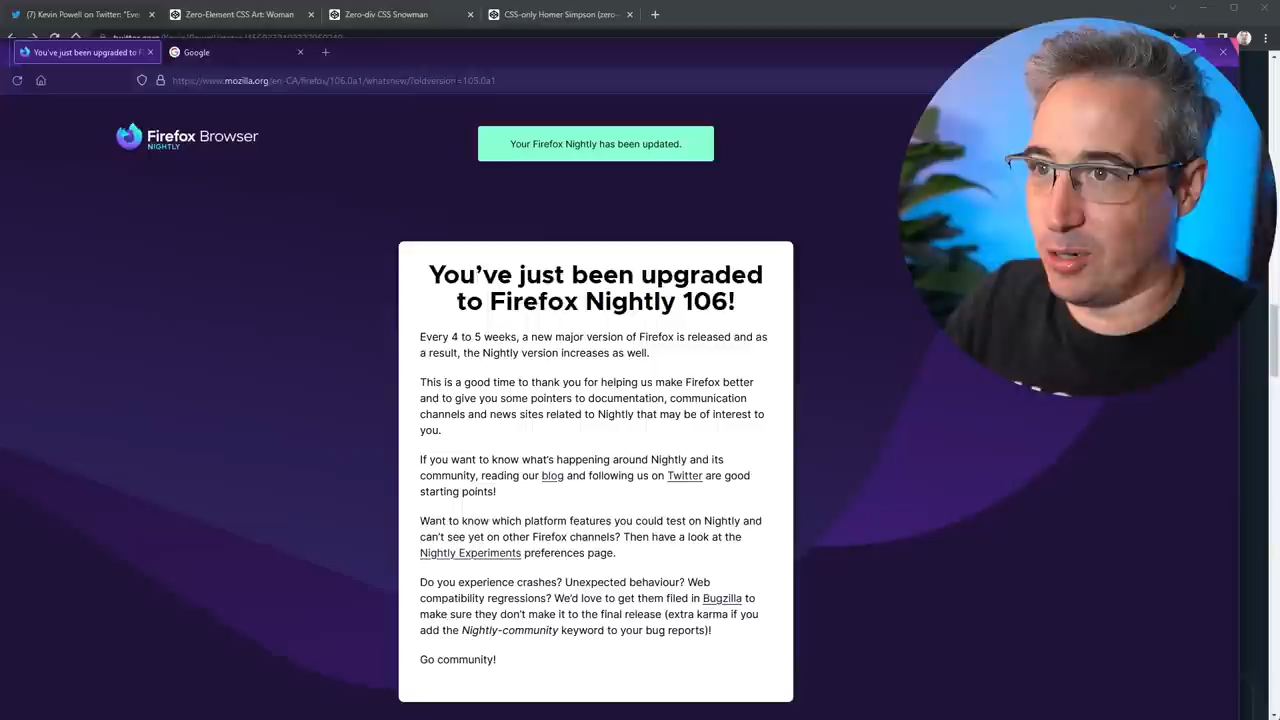 (7) Kevin Powell on Twitter: "Eve
Zero-Element CSS Art: Woman
Zero-div CSS Snowman
CSS-only Homer Simpson (zero-
You've just been upgraded to F
Google
https://www.mozilla.org/en-CA/firefox/106.0a1/whatsnew/?oldversion=105.0a1
Firefox Browser
NIGHTLY
Your Firefox Nightly has been updated.
You’ve just been upgraded
to Firefox Nightly 106!
Every 4 to 5 weeks, a new major version of Firefox is released and as
a result, the Nightly version increases as well.
This is a good time to thank you for helping us make Firefox better
and to give you some pointers to documentation, communication
channels and news sites related to Nightly that may be of interest to
you.
If you want to know what’s happening around Nightly and its
community, reading our blog and following us on Twitter are good
starting points!
Want to know which platform features you could test on Nightly and
can’t see yet on other Firefox channels? Then have a look at the
Nightly Experiments preferences page.
Do you experience crashes? Unexpected behaviour? Web
compatibility regressions? We’d love to get them filed in Bugzilla to
make sure they don’t make it to the final release (extra karma if you
add the Nightly-community keyword to your bug reports)!
Go community!